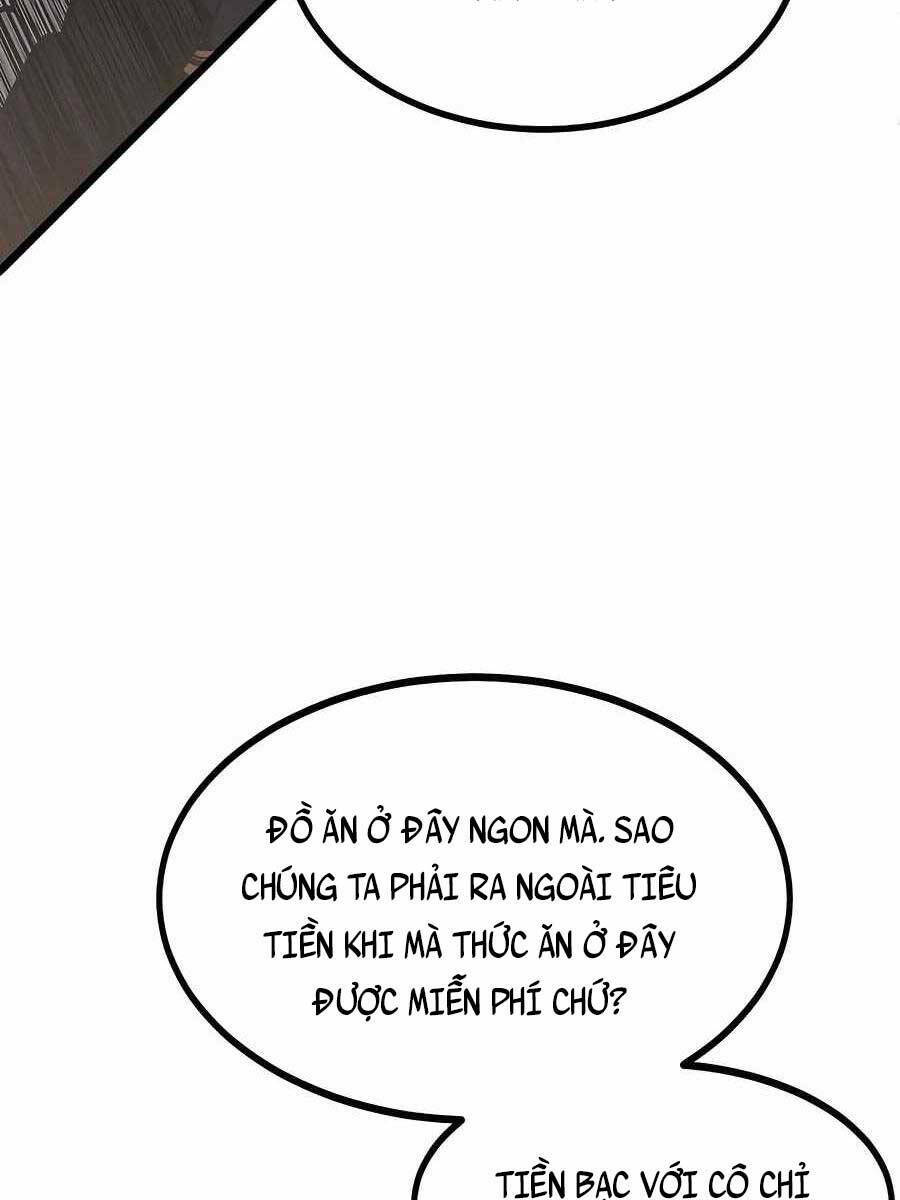 ĐỒ ĂN Ở ĐÂY NGON MÀ. SAO
CHÚNG TA PHẢI RA NGOÀI TIÊU
TIỀN KHI MÀ THỨC ĂN Ở ĐÂY
ĐƯỢC MIỄN PHÍ CHỨ?
TIỀN BẠC VỚI CÔ CHỈ